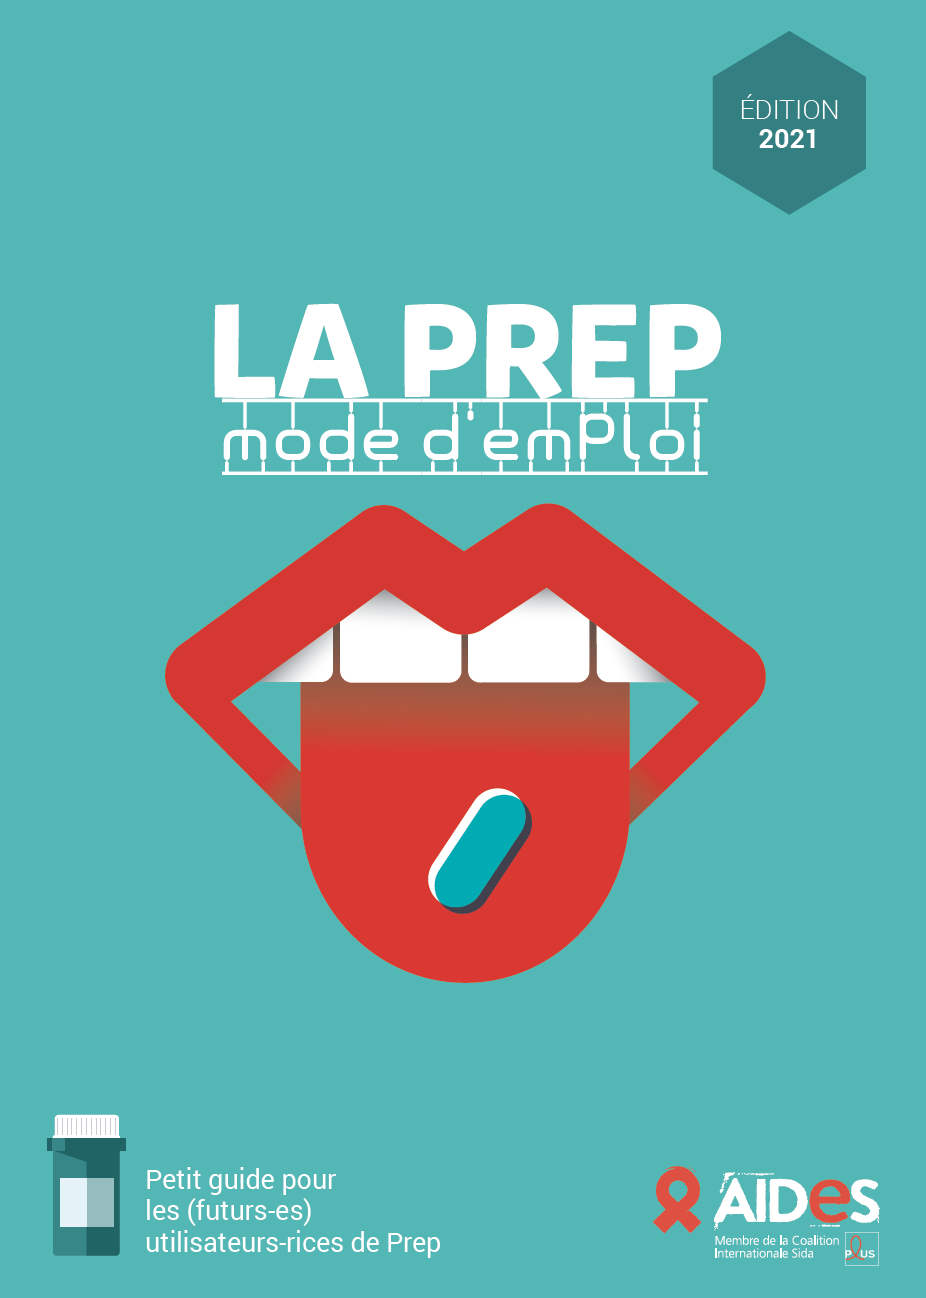 ÉDITION
2021
LA PREP
mode d'emploi
Petit guide pour
les (futurs-es)
utilisateurs-rices de Prep
AIDeS
Membre de la Coalition
Internationale Sida
PLUS